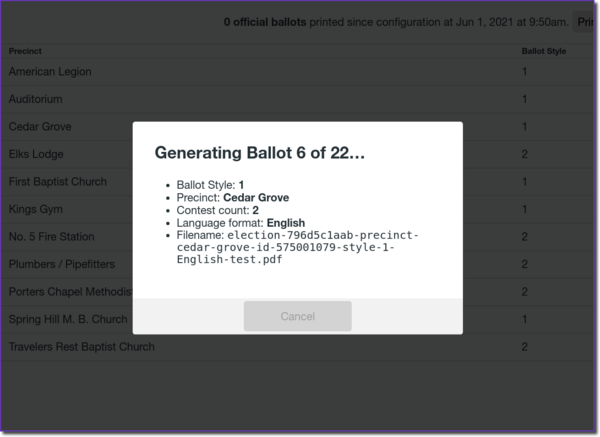 0 official ballots printed since configuration at Jun 1, 2021 at 9:50am.
Precinct Ballot Style
American Legion 1
Auditorium 1
Cedar Grove 1
Elks Lodge 2
First Baptist Church 1
Kings Gym 1
No. 5 Fire Station 2
Plumbers / Pipefitters 2
Porters Chapel 2
Spring Hill M. B. Church 1
Travelers Rest Baptist Church 2
Generating Ballot 6 of 22…
• Ballot Style: 1
• Precinct: Cedar Grove
• Contest count: 2
• Language format: English
• Filename: election-796d5c1aab-precinct-
cedar-grove-id-575001079-style-1-
English-test.pdf
Cancel